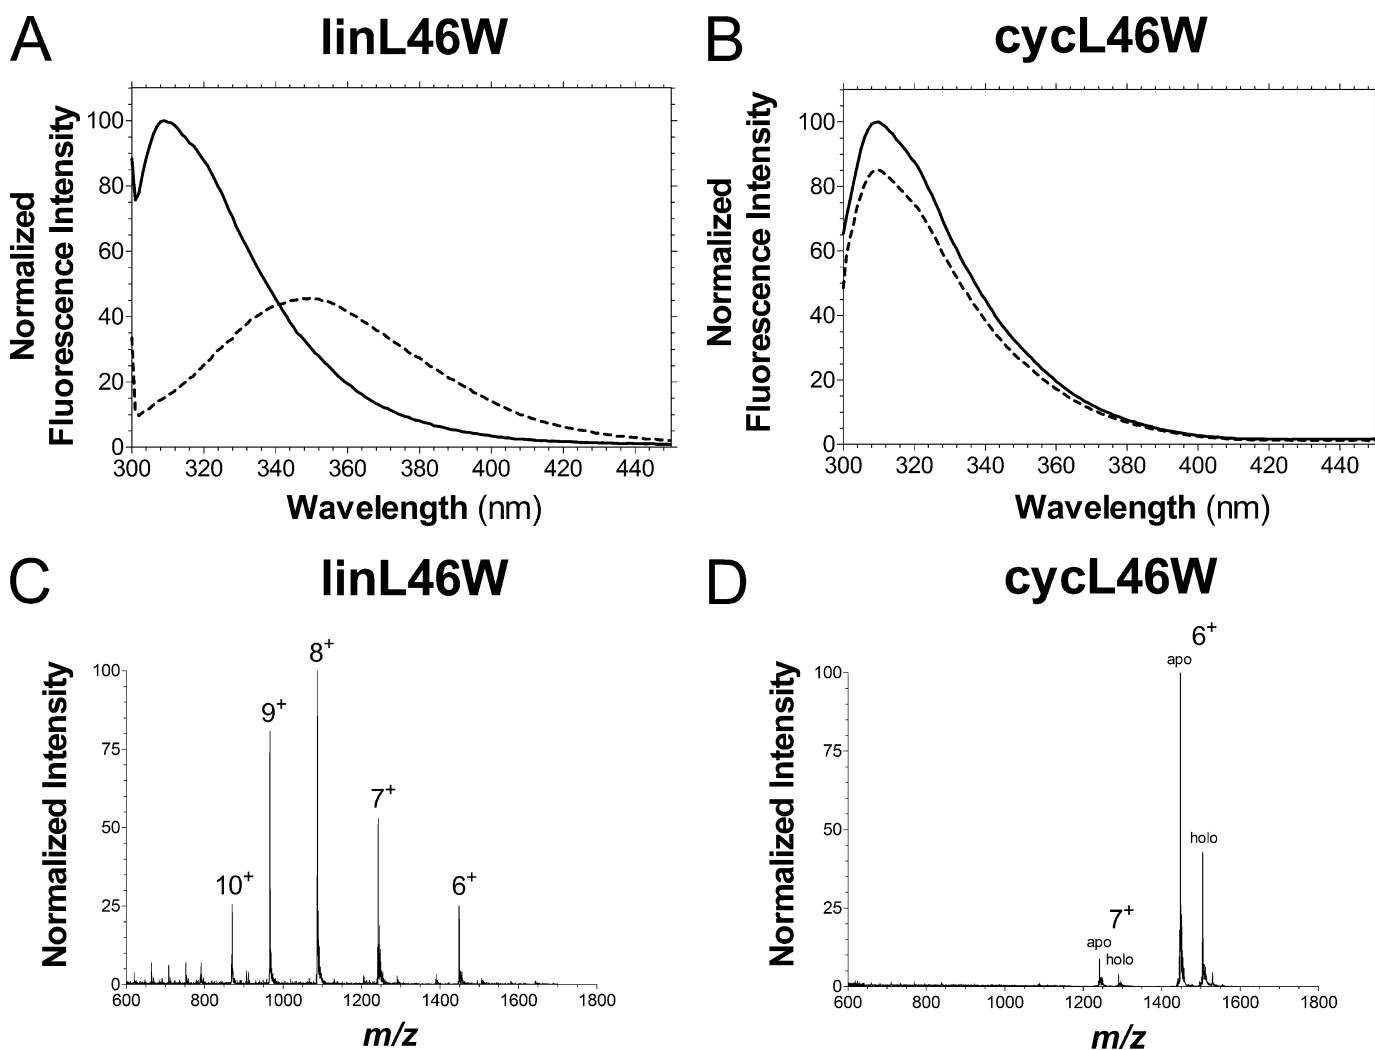 A
linL46W
Normalized
Fluorescence Intensity
100
80
60
40
20
0
300 320 340 360 380 400 420 440
Wavelength (nm)
B
cycL46W
Normalized
Fluorescence Intensity
100
80
60
40
20
0
300 320 340 360 380 400 420 440
Wavelength (nm)
C
linL46W
Normalized Intensity
100
75
50
25
0
10+
9+
8+
7+
6+
600 800 1000 1200 1400 1600 1800
m/z
D
cycL46W
Normalized Intensity
100
75
50
25
0
6+
apo
holo
7+
apo
holo
600 800 1000 1200 1400 1600 1800
m/z